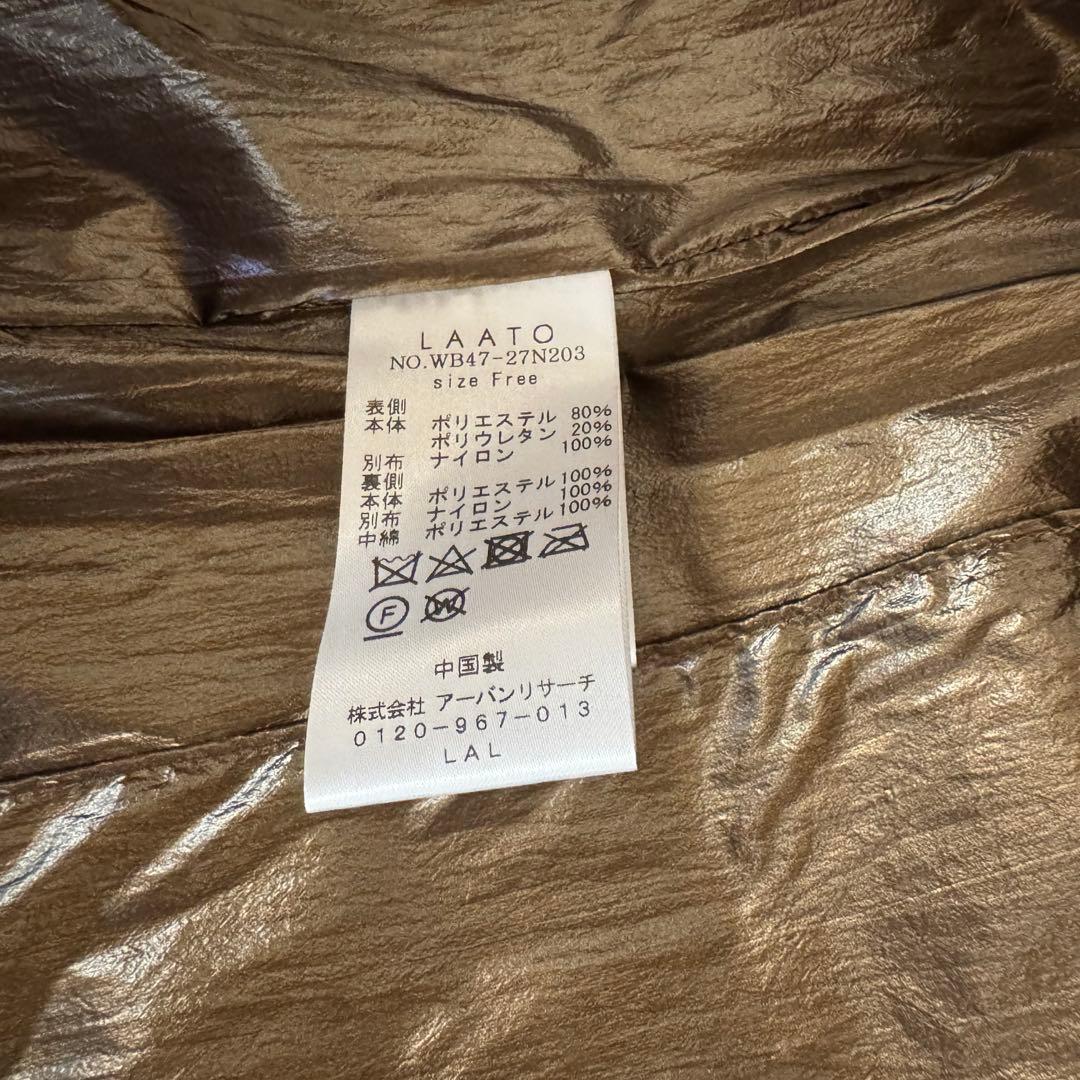 LAATO
NO.WB47-27N203
size Free
表側
本体 ポリエステル 80%
ポリウレタン 20%
別布 ナイロン 100%
裏側
本体 ポリエステル 100%
別布 ナイロン 100%
中綿 ポリエステル 100%
F W
中国製
株式会社 アーバンリサーチ
0120-967-013
LAL